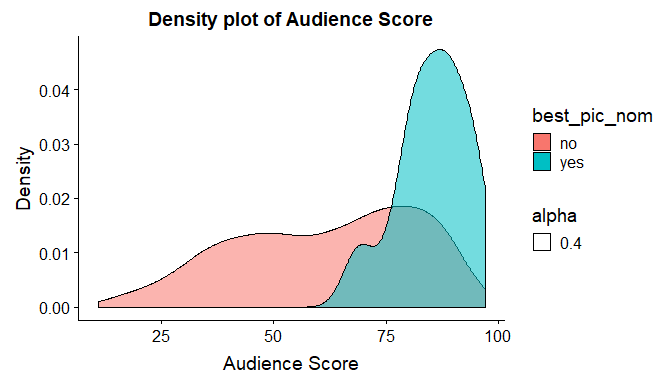 Density plot of Audience Score
Density
0.04
0.03
0.02
0.01
0.00
25 50 75 100
Audience Score
best_pic_nom
no
yes
alpha
0.4